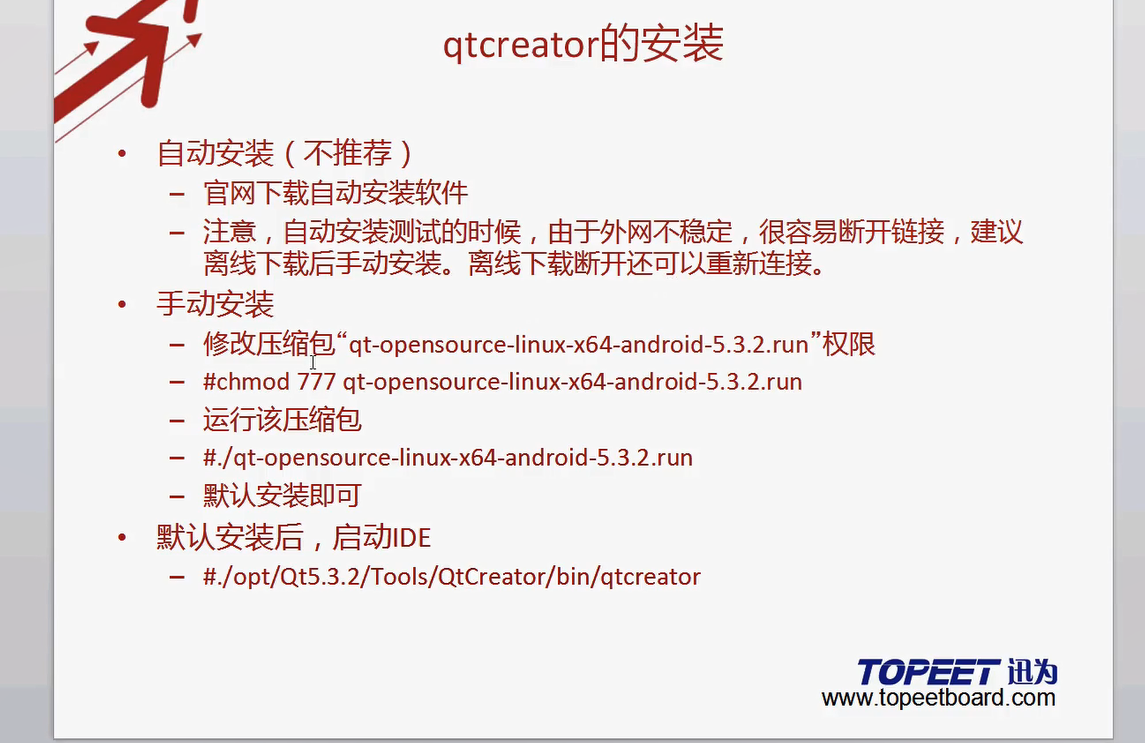 qtcreator的安装
• 自动安装（不推荐）
– 官网下载自动安装软件
– 注意，自动安装测试的时候，由于外网不稳定，很容易断开链接，建议
离线下载后手动安装。离线下载断开还可以重新连接。
• 手动安装
– 修改压缩包“qt-opensource-linux-x64-android-5.3.2.run”权限
– #chmod 777 qt-opensource-linux-x64-android-5.3.2.run
– 运行该压缩包
– #./qt-opensource-linux-x64-android-5.3.2.run
– 默认安装即可
• 默认安装后，启动IDE
– #./opt/Qt5.3.2/Tools/QtCreator/bin/qtcreator
TOPEET 迅为
www.topeetboard.com